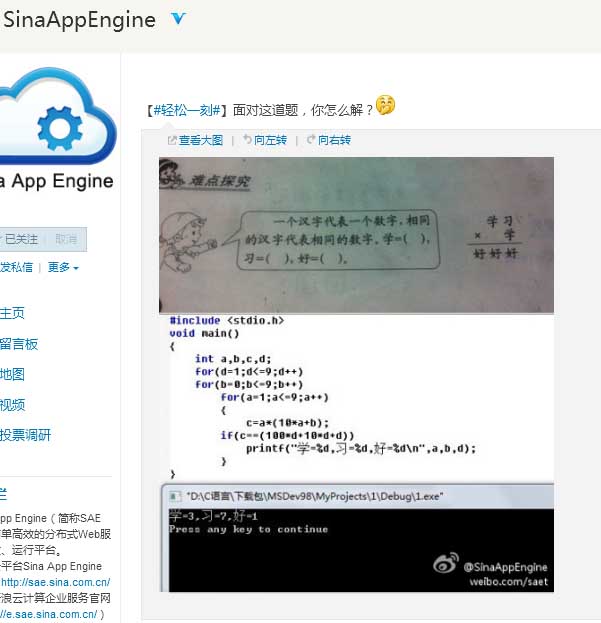 SinaAppEngine
【#轻松一刻#】面对这道题，你怎么解？
查看大图 | 向左转 | 向右转
a App Engine
已关注 | 取消
发私信 | 更多
主页
留言板
地图
视频
投票调研
难点探究
一个汉字代表一个数字,相同
的汉字代表相同的数字。学=( ),
习=( ),好=( )。
学习
× 学
好好好
#include <stdio.h>
void main()
{
int a,b,c,d;
for(d=1;d<=9;d++)
for(b=0;b<=9;b++)
for(a=1;a<=9;a++)
{
c=a*(10*a+b);
if(c==(100*d+10*d+d))
printf("学=%d,习=%d,好=%d\n",a,b,d);
}
}
"D:\C语言\下载包\MSDev98\MyProjects\1\Debug\1.exe"
学=3,习=7,好=1
Press any key to continue
@SinaAppEngine
weibo.com/saet
pp Engine（简称SAE
单高效的分布式Web服
、运行平台。
平台Sina App Engine
http://sae.sina.com.cn/
浪云计算企业服务官网
//e.sae.sina.com.cn/ )